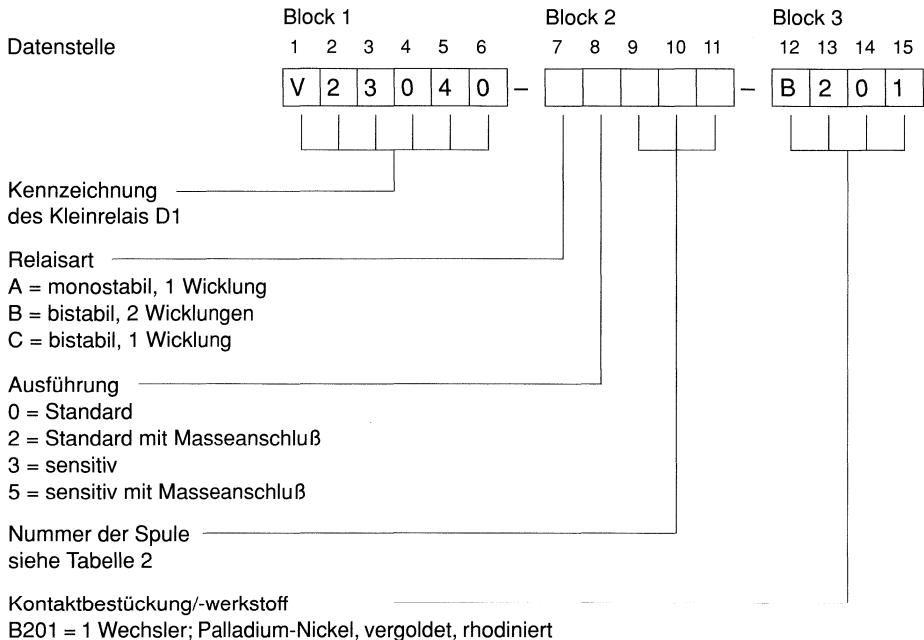 Block 1 Block 2 Block 3
Datenstelle 1 2 3 4 5 6 7 8 9 10 11 12 13 14 15
V 2 3 0 4 0 – – B 2 0 1
Kennzeichnung
des Kleinrelais D1
Relaisart
A = monostabil, 1 Wicklung
B = bistabil, 2 Wicklungen
C = bistabil, 1 Wicklung
Ausführung
0 = Standard
2 = Standard mit Masseanschluß
3 = sensitiv
5 = sensitiv mit Masseanschluß
Nummer der Spule
siehe Tabelle 2
Kontaktbestückung/-werkstoff
B201 = 1 Wechsler; Palladium-Nickel, vergoldet, rhodiniert